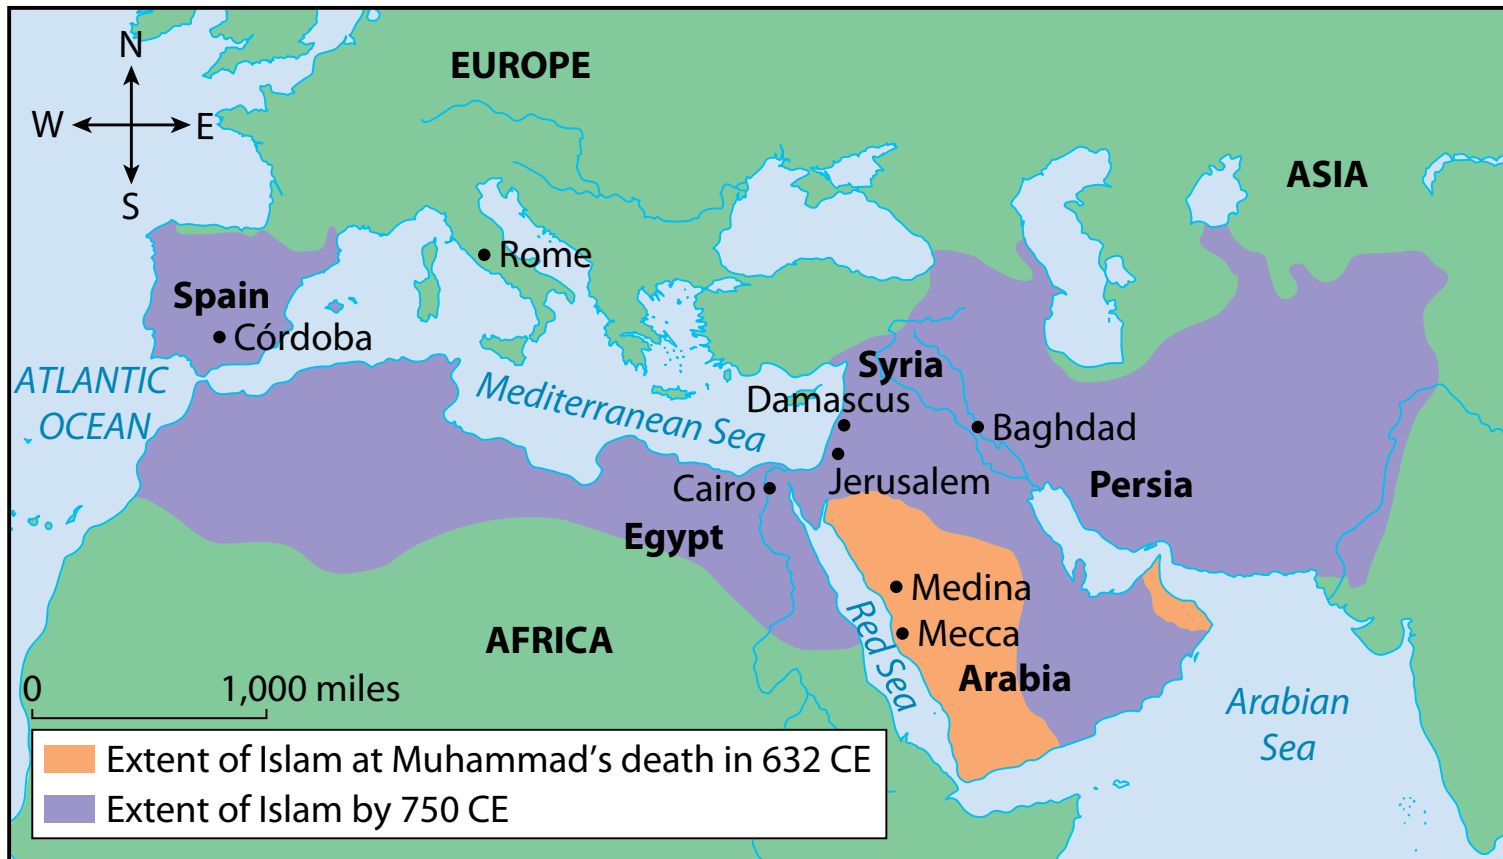 N
W E
S
EUROPE
ASIA
Rome
Spain
Córdoba
ATLANTIC
OCEAN
Mediterranean Sea
Syria
Damascus
Baghdad
Jerusalem
Cairo
Persia
Egypt
Medina
Mecca
Red Sea
AFRICA
Arabia
Arabian
Sea
0 1,000 miles
Extent of Islam at Muhammad’s death in 632 CE
Extent of Islam by 750 CE